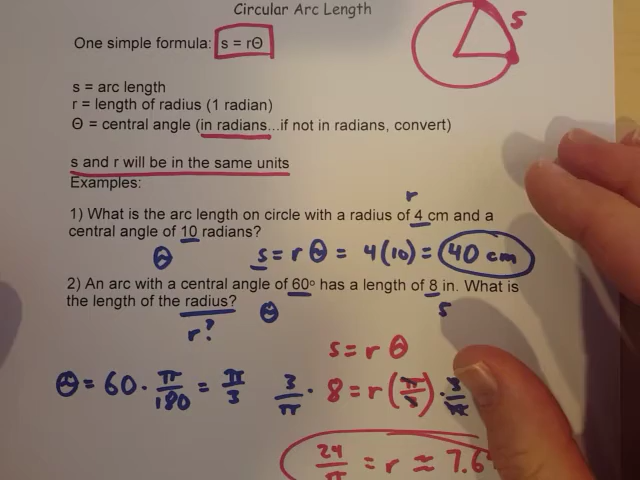 Circular Arc Length
s
One simple formula: s = rΘ
s = arc length
r = length of radius (1 radian)
Θ = central angle (in radians...if not in radians, convert)
s and r will be in the same units
Examples:
r
1) What is the arc length on circle with a radius of 4 cm and a
central angle of 10 radians?
Θ s = r Θ = 4(10) = 40 cm
2) An arc with a central angle of 60° has a length of 8 in. What is
the length of the radius?
r? Θ s
s = r Θ
Θ = 60 · π/180 = π/3 3/π · 8 = r (π/3) · 3/π
24/π = r ≈ 7.6